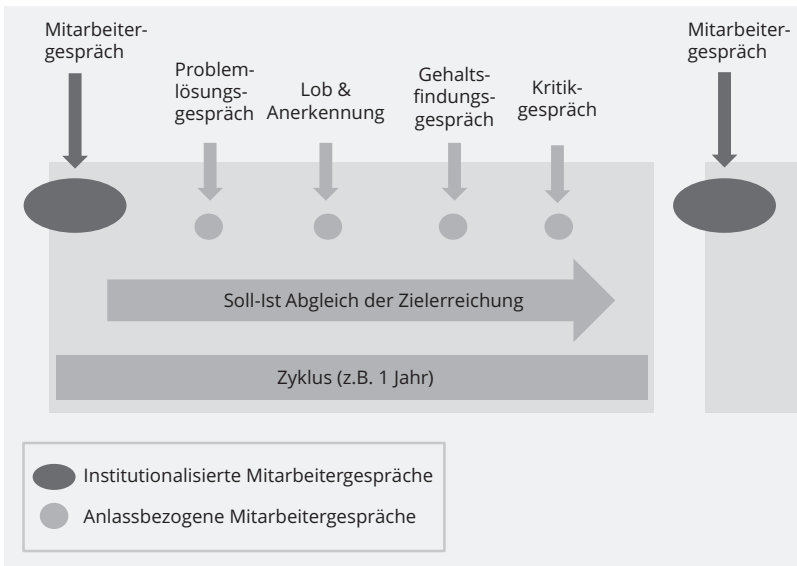 Mitarbeiter-
gespräch
Problem-
lösungs-
gespräch
Lob &
Anerkennung
Gehalts-
findungs-
gespräch
Kritik-
gespräch
Mitarbeiter-
gespräch
Soll-Ist Abgleich der Zielerreichung
Zyklus (z.B. 1 Jahr)
Institutionalisierte Mitarbeitergespräche
Anlassbezogene Mitarbeitergespräche